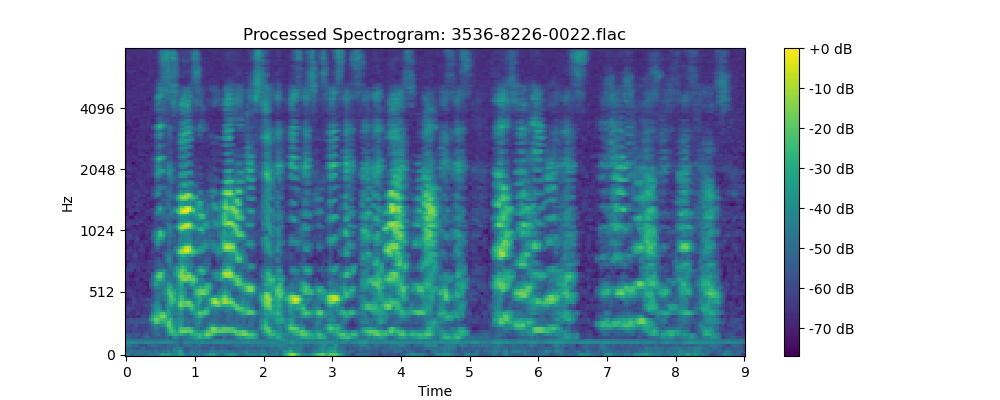 Processed Spectrogram: 3536-8226-0022.flac
Hz
4096
2048
1024
512
0
0 1 2 3 4 5 6 7 8 9
Time
+0 dB
-10 dB
-20 dB
-30 dB
-40 dB
-50 dB
-60 dB
-70 dB